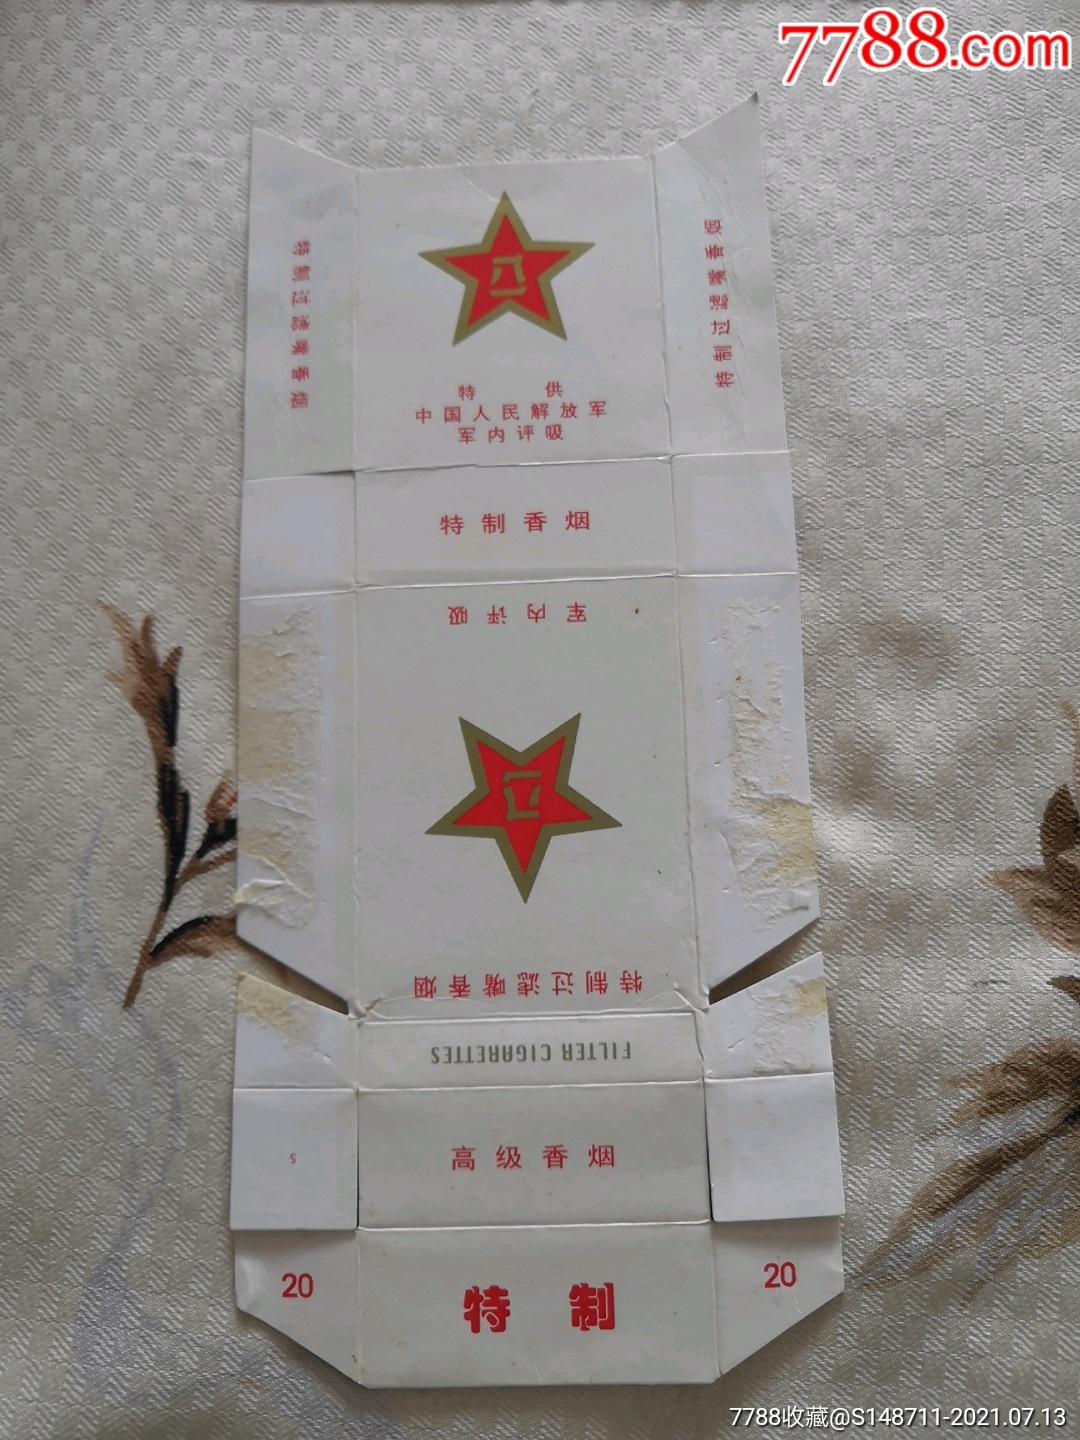 7788.com
特制过滤嘴香烟
八一
特制过滤嘴香烟
特 供
中国人民解放军
军内评吸
特制香烟
军内评吸
八一
特制过滤嘴香烟
FILTER CIGARETTES
5
高级香烟
20
特制
20
7788收藏@S148711-2021.07.13